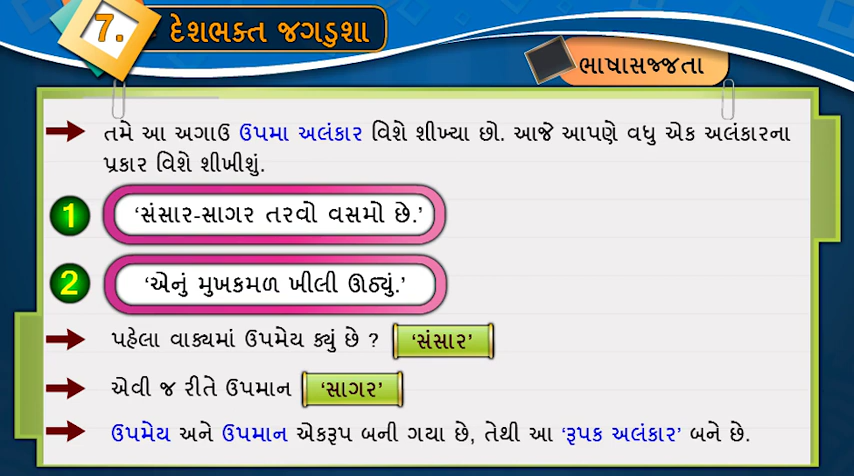 7. દેશભક્ત જગડુશા
ભાષાસજ્જતા
તમે આ અગાઉ ઉપમા અલંકાર વિશે શીખ્યા છો. આજે આપણે વધુ એક અલંકારના
પ્રકાર વિશે શીખીશું.
1 ‘સંસાર-સાગર તરવો વસમો છે.’
2 ‘એનું મુખકમળ ખીલી ઊઠ્યું.’
પહેલા વાક્યમાં ઉપમેય ક્યું છે ? ‘સંસાર’
એવી જ રીતે ઉપમાન ‘સાગર’
ઉપમેય અને ઉપમાન એકરૂપ બની ગયા છે, તેથી આ ‘રૂપક અલંકાર’ બને છે.